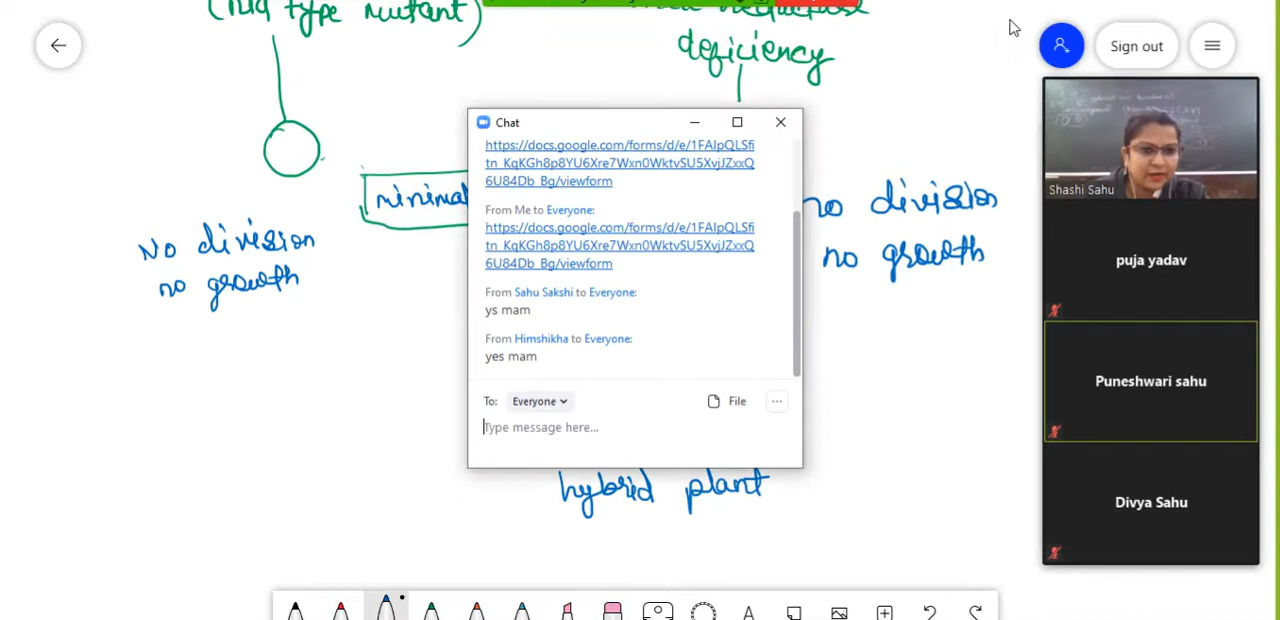 (Nia type mutant)
reductase
deficiency
Sign out
Chat
https://docs.google.com/forms/d/e/1FAIpQLSfi
tn_KqKGh8p8YU6Xre7Wxn0WktvSU5XvjJZxxQ
6U84Db_Bg/viewform
From Me to Everyone:
https://docs.google.com/forms/d/e/1FAIpQLSfi
tn_KqKGh8p8YU6Xre7Wxn0WktvSU5XvjJZxxQ
6U84Db_Bg/viewform
From Sahu Sakshi to Everyone:
ys mam
From Himshikha to Everyone:
yes mam
To: Everyone
File
Type message here...
minimal
No division
no growth
no division
no growth
hybrid plant
Shashi Sahu
puja yadav
Puneshwari sahu
Divya Sahu